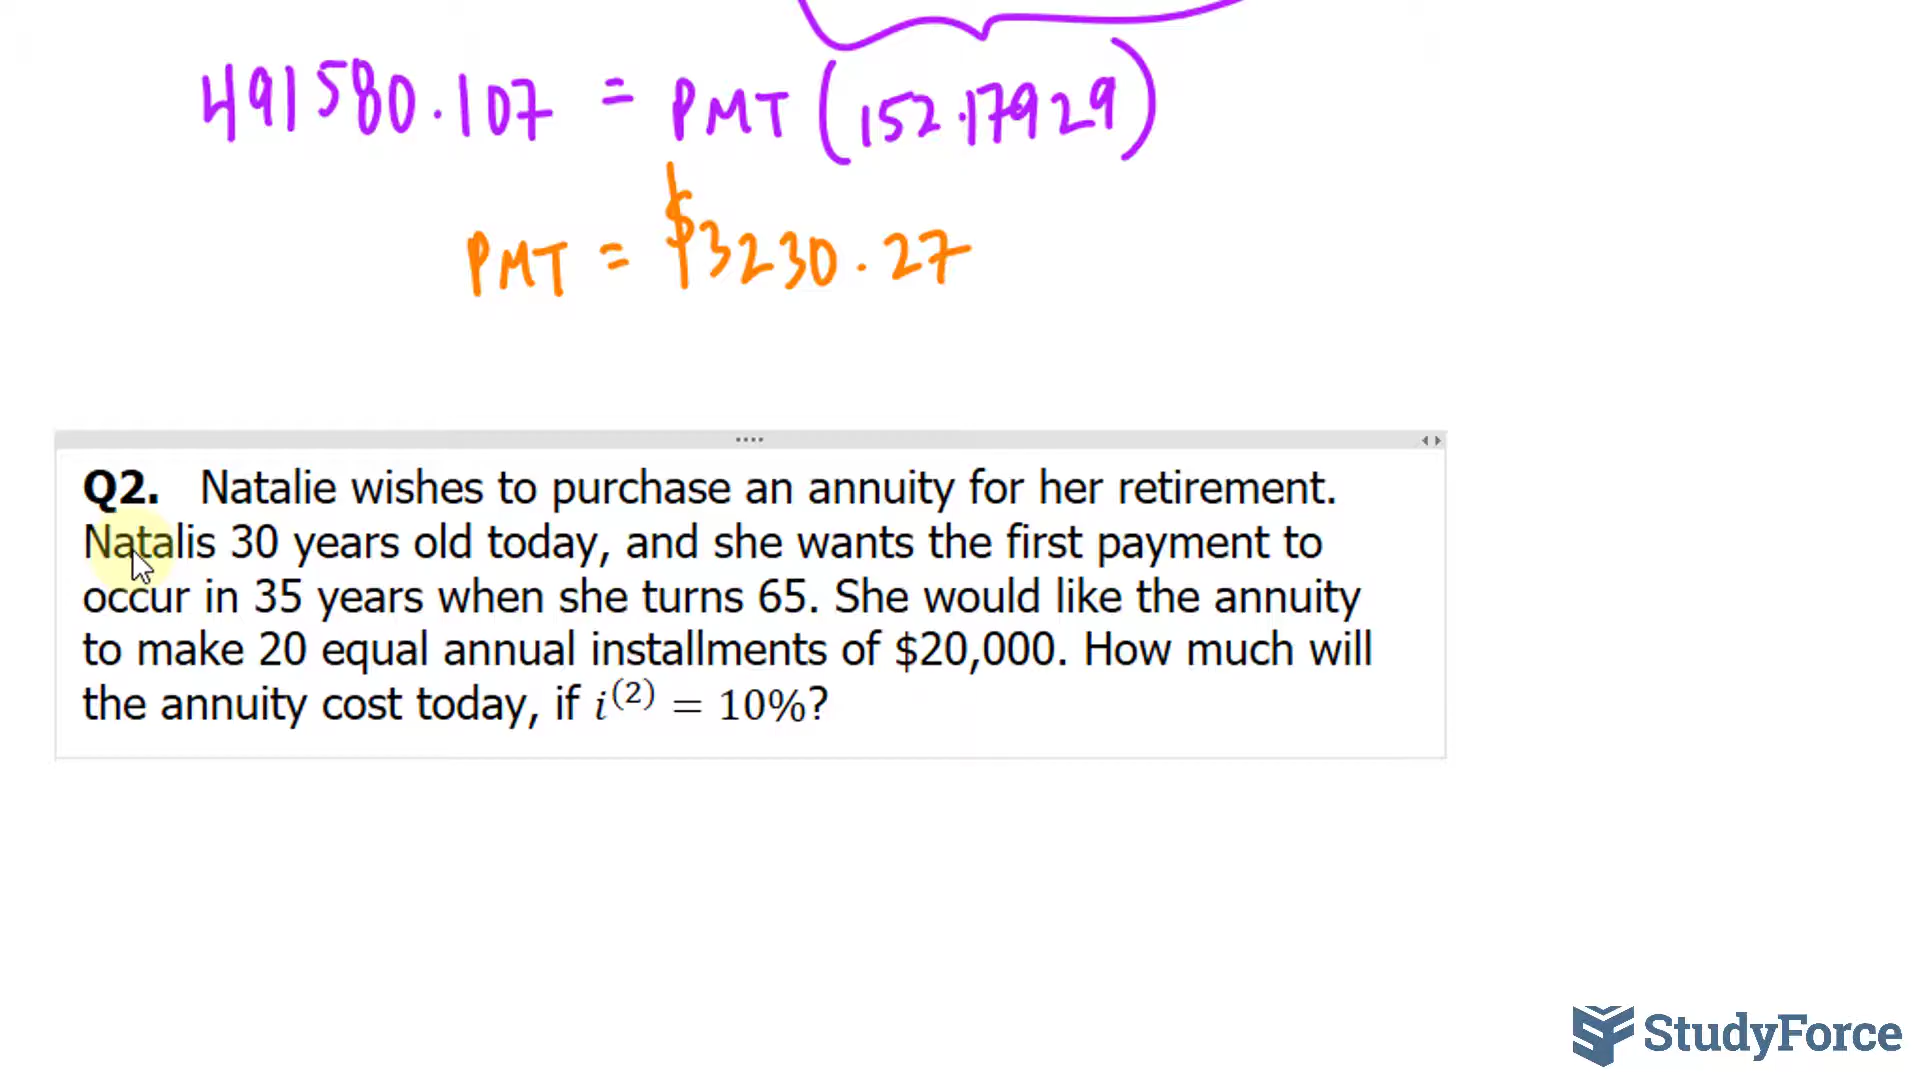 491580.107 = PMT (152.17929)
PMT = $3230.27
Q2. Natalie wishes to purchase an annuity for her retirement.
Natalis 30 years old today, and she wants the first payment to
occur in 35 years when she turns 65. She would like the annuity
to make 20 equal annual installments of $20,000. How much will
the annuity cost today, if i⁽²⁾ = 10%?
StudyForce